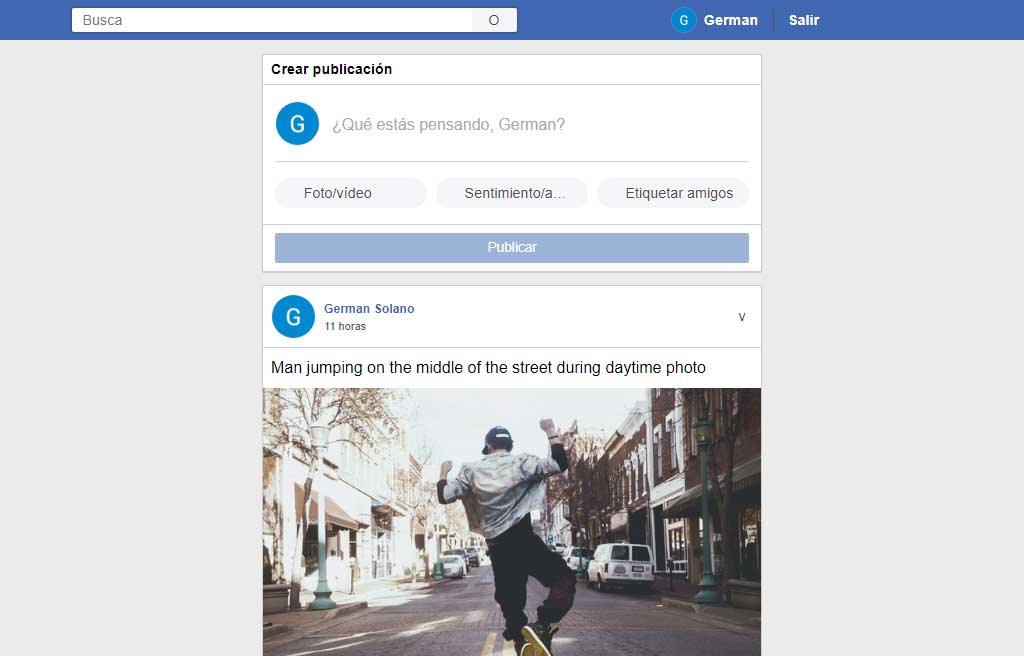 Busca O G German Salir
Crear publicación
G ¿Qué estás pensando, German?
Foto/vídeo Sentimiento/a... Etiquetar amigos
Publicar
G German Solano
11 horas v
Man jumping on the middle of the street during daytime photo